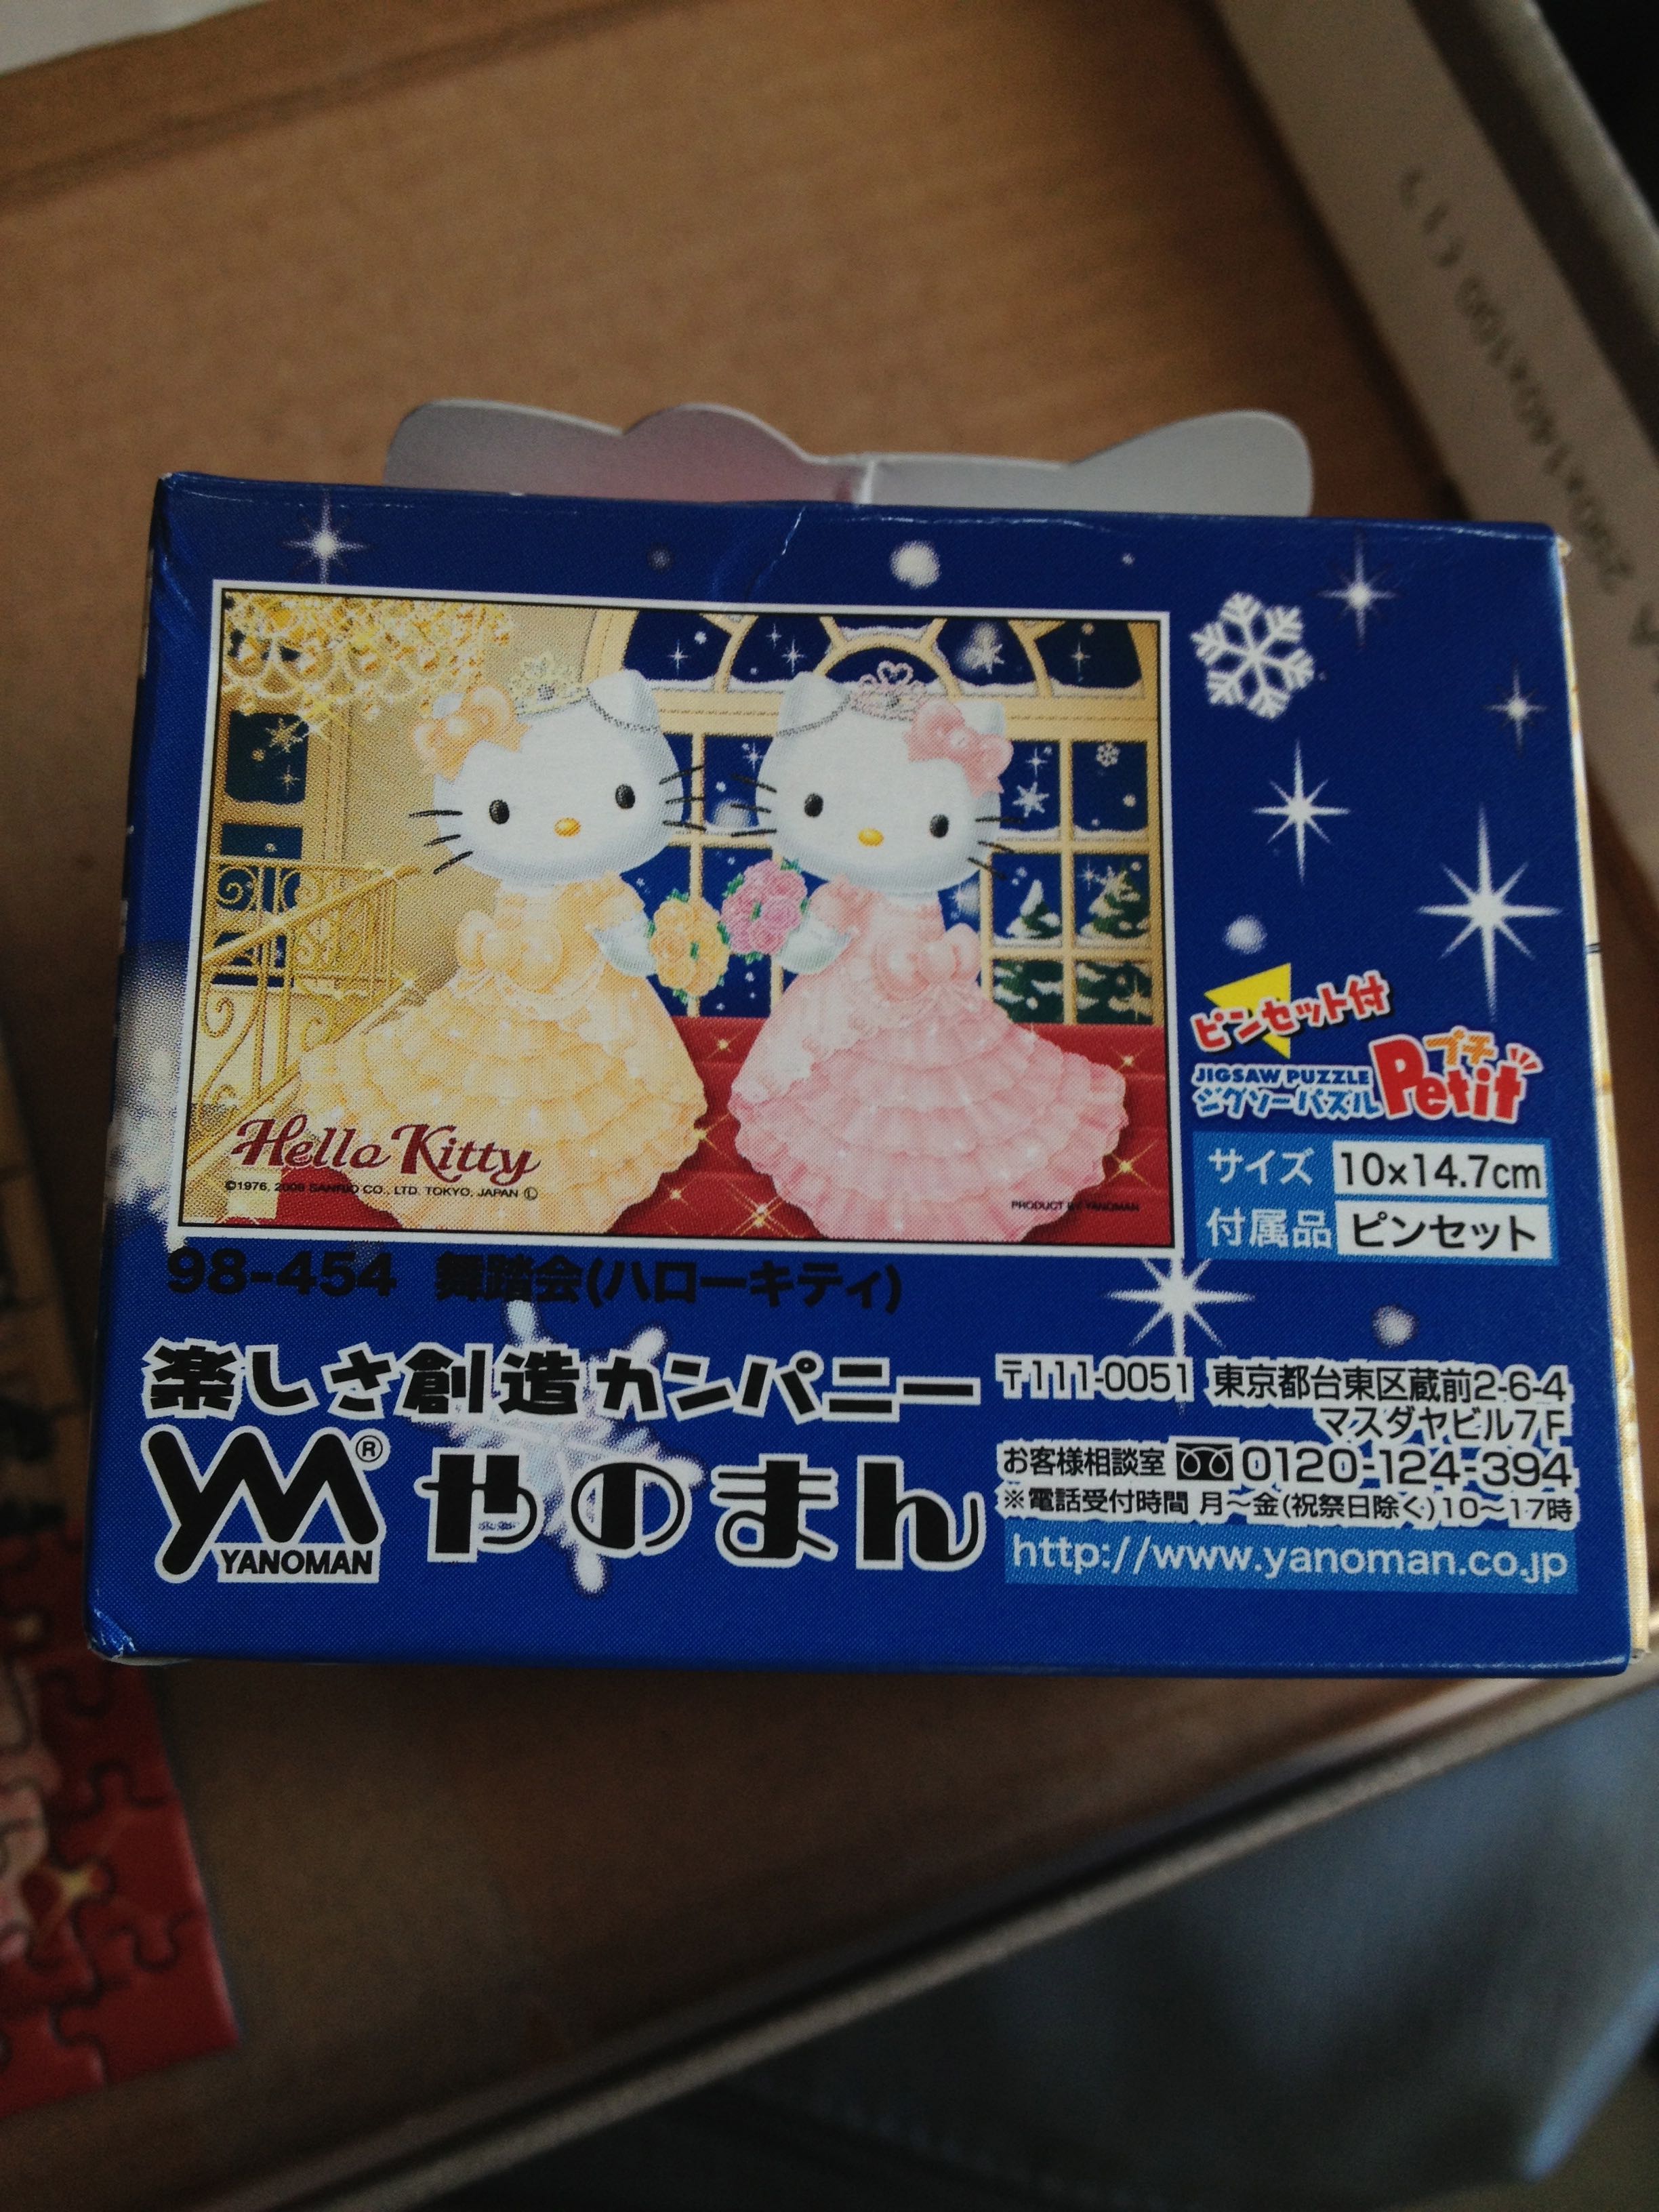 Hello Kitty
©1976, 2009 SANRIO CO., LTD. TOKYO, JAPAN Ⓛ
PRODUCT BY YANOMAN
ピンセット付
JIGSAW PUZZLE
ジグソーパズル
プチ
Petit
サイズ 10×14.7cm
付属品 ピンセット
98-454 舞踏会(ハローキティ)
楽しさ創造カンパニー
YM®
YANOMAN
やのまん
〒111-0051 東京都台東区蔵前2-6-4
マスダヤビル7F
お客様相談室 0120-124-394
※電話受付時間 月～金(祝祭日除く)10～17時
http://www.yanoman.co.jp